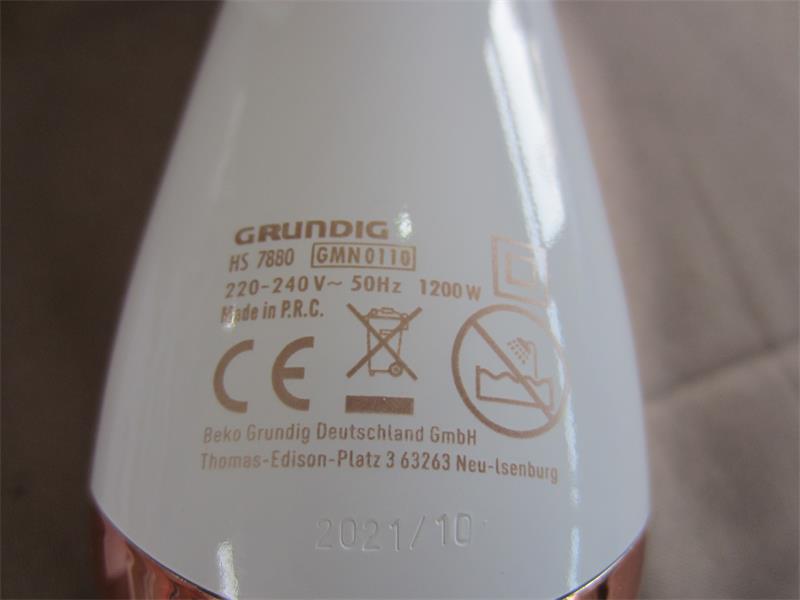 GRUNDIG
HS 7880 GMN0110
220-240V~ 50Hz 1200W
Made in P.R.C.
CE
Beko Grundig Deutschland GmbH
Thomas-Edison-Platz 3 63263 Neu-Isenburg
2021/10